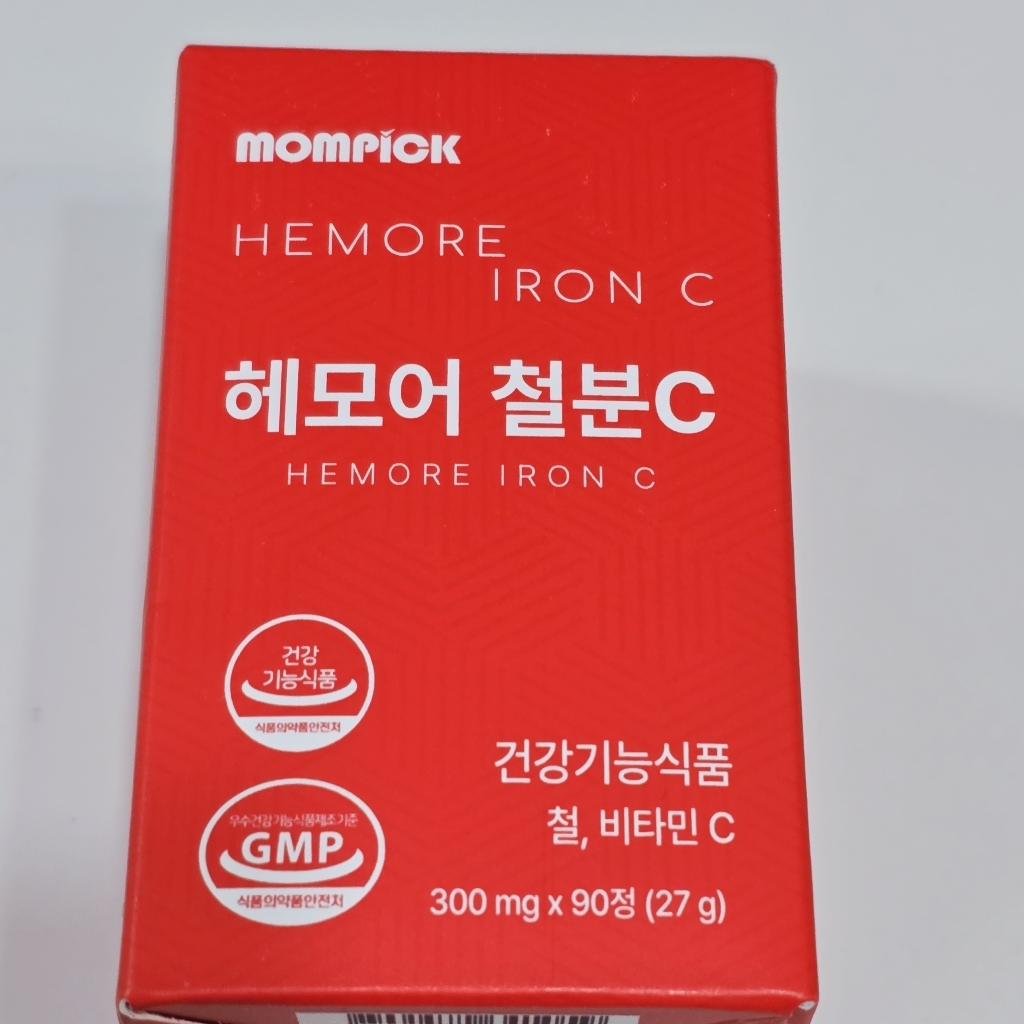 MOMPICK
HEMORE
IRON C
헤모어 철분C
HEMORE IRON C
건강
기능식품
식품의약품안전처
건강기능식품
철, 비타민 C
우수건강기능식품제조기준
GMP
식품의약품안전처
300 mg x 90정 (27 g)